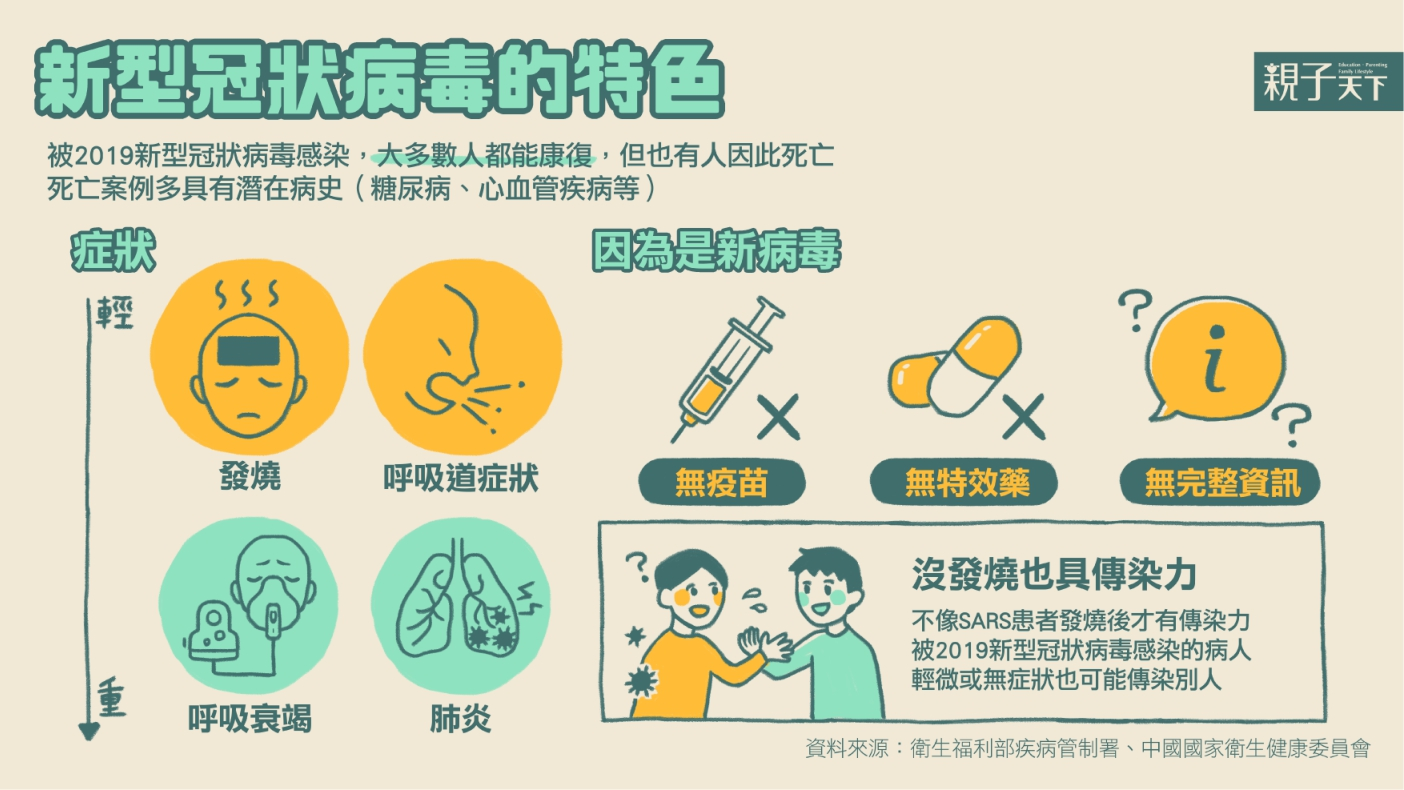 新型冠狀病毒的特色
親子天下
Education · Parenting
Family Lifestyle
被2019新型冠狀病毒感染，大多數人都能康復，但也有人因此死亡
死亡案例多具有潛在病史（糖尿病、心血管疾病等）
症狀
輕
發燒
呼吸道症狀
呼吸衰竭
肺炎
重
因為是新病毒
?
i
?
無疫苗
無特效藥
無完整資訊
?
沒發燒也具傳染力
不像SARS患者發燒後才有傳染力
被2019新型冠狀病毒感染的病人
輕微或無症狀也可能傳染別人
資料來源：衛生福利部疾病管制署、中國國家衛生健康委員會